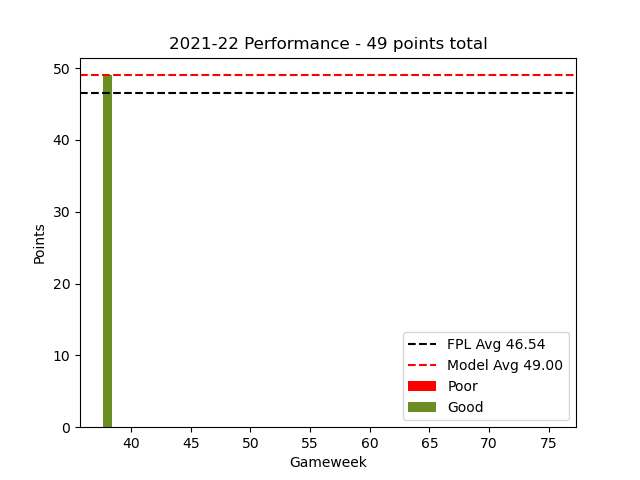 2021-22 Performance - 49 points total
50
40
30
20
10
0
Points
40 45 50 55 60 65 70 75
Gameweek
FPL Avg 46.54
Model Avg 49.00
Poor
Good